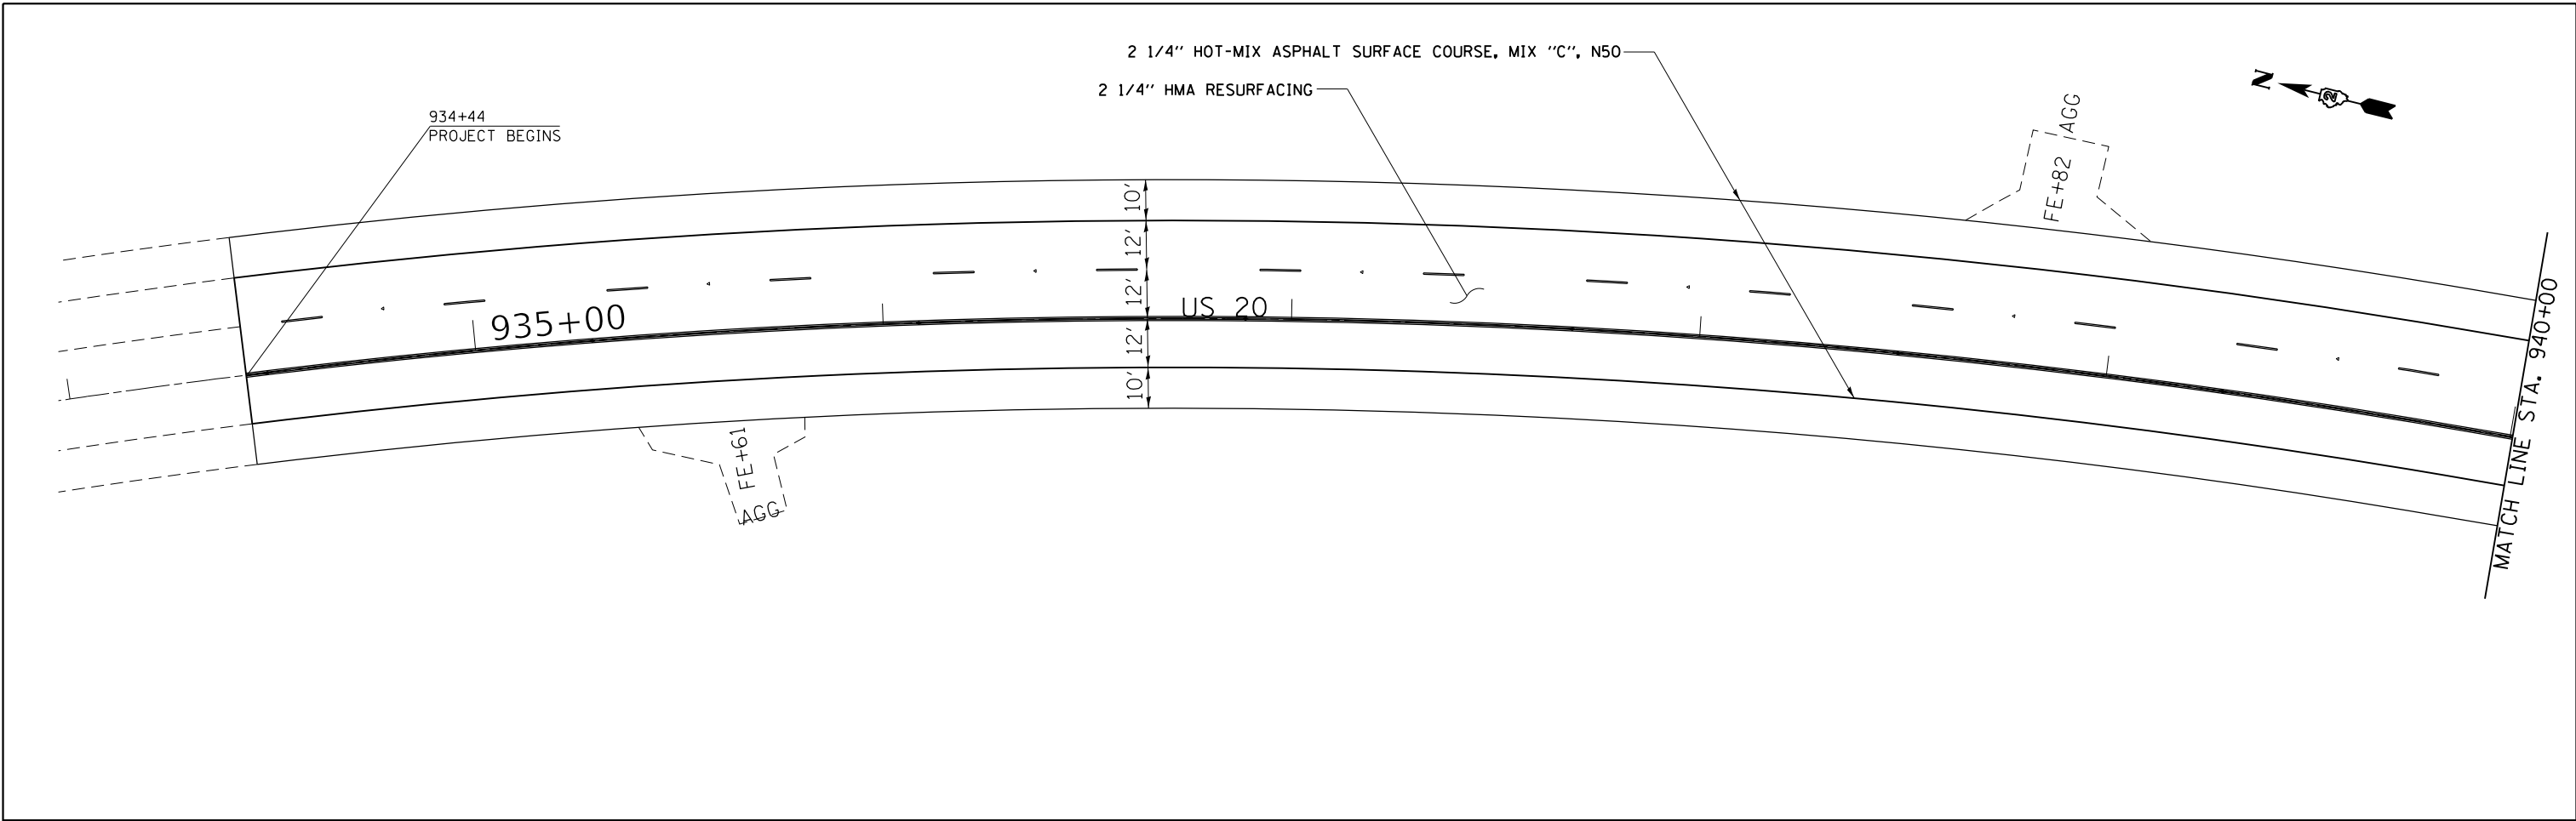 2 1/4" HOT-MIX ASPHALT SURFACE COURSE, MIX "C", N50
2 1/4" HMA RESURFACING
N
2
934+44
PROJECT BEGINS
AGG
FE+82
10'
12'
12'
12'
10'
935+00
US 20
FE+61
AGG
MATCH LINE STA. 940+00